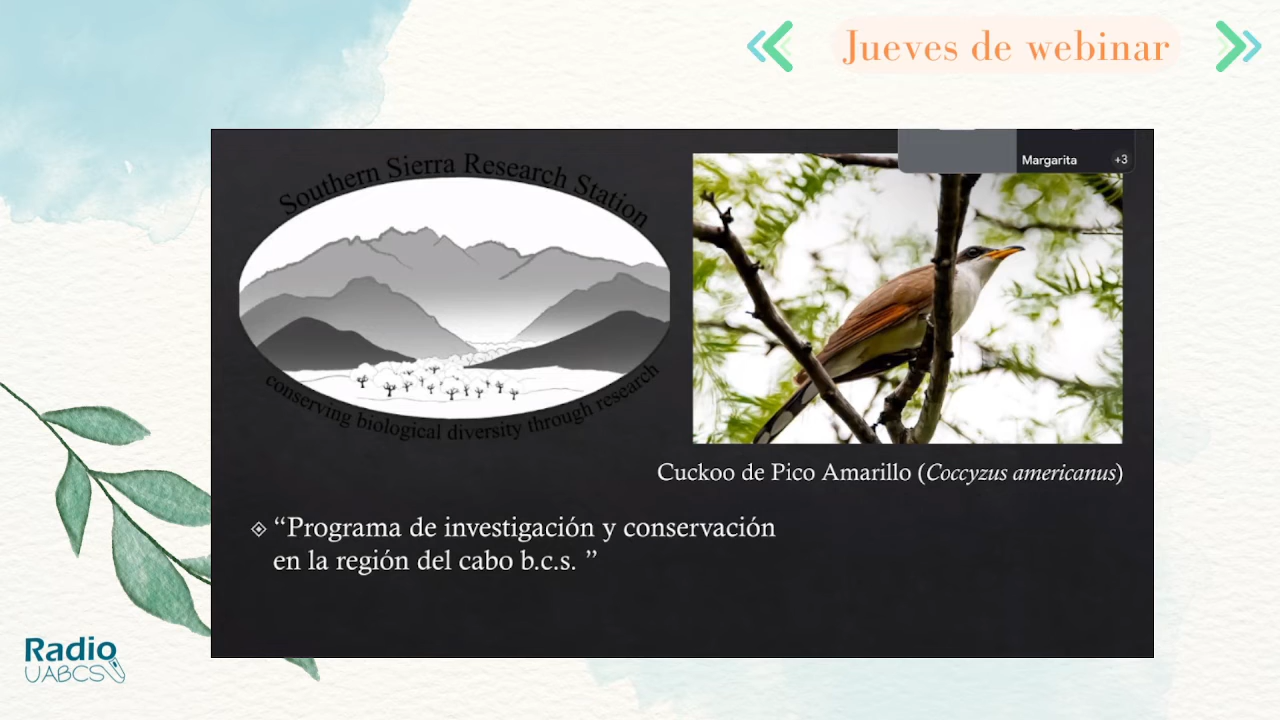 Jueves de webinar
Margarita
+3
Southern Sierra Research Station
conserving biological diversity through research
Cuckoo de Pico Amarillo (Coccyzus americanus)
“Programa de investigación y conservación
en la región del cabo b.c.s. ”
Radio
UABCS